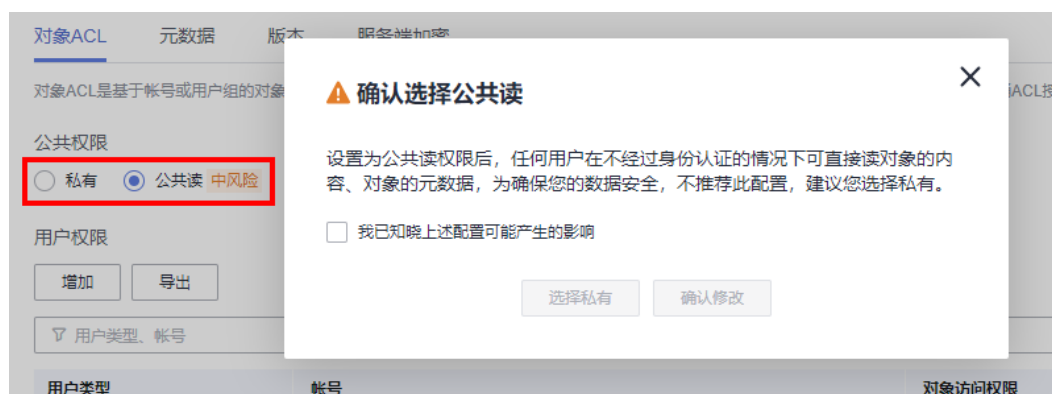 对象ACL 元数据 版本 服务端加密
对象ACL是基于帐号或用户组的对象
ACL授
公共权限
私有 公共读 中风险
用户权限
增加 导出
用户类型、帐号
用户类型 帐号 对象访问权限
确认选择公共读
设置为公共读权限后，任何用户在不经过身份认证的情况下可直接读对象的内
容、对象的元数据，为确保您的数据安全，不推荐此配置，建议您选择私有。
我已知晓上述配置可能产生的影响
选择私有 确认修改